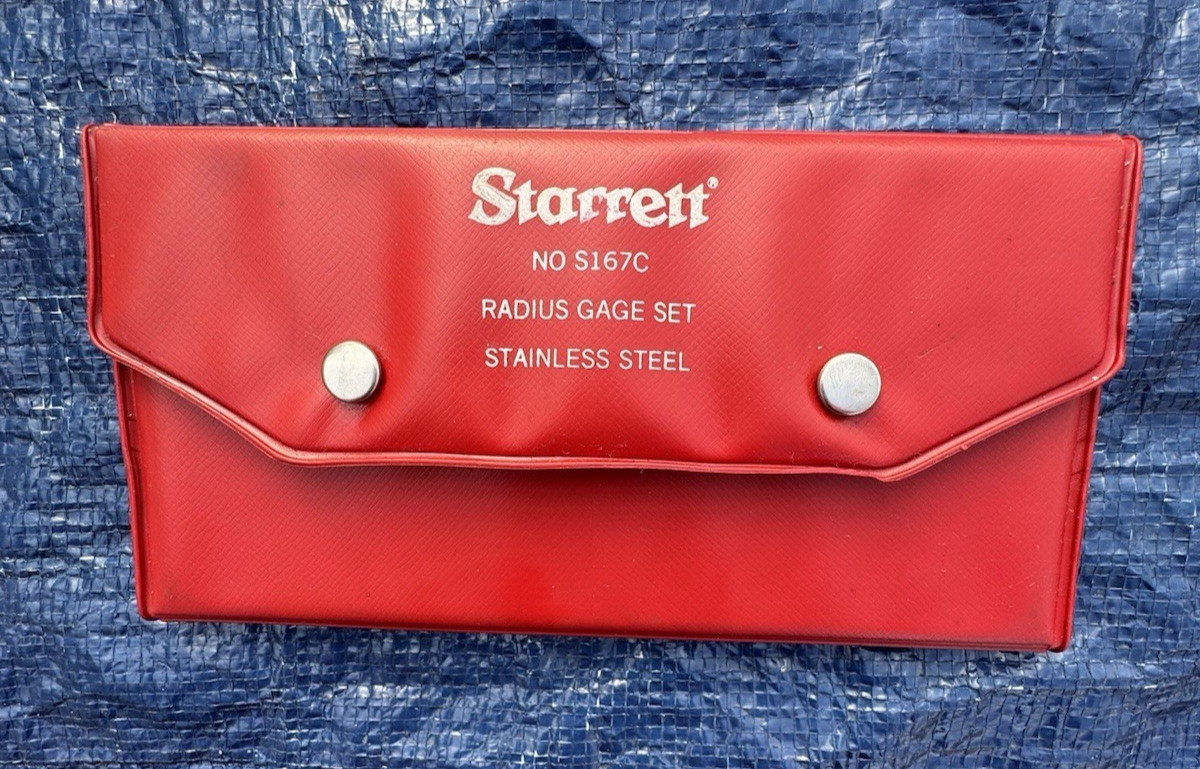 Starrett®
NO S167C
RADIUS GAGE SET
STAINLESS STEEL